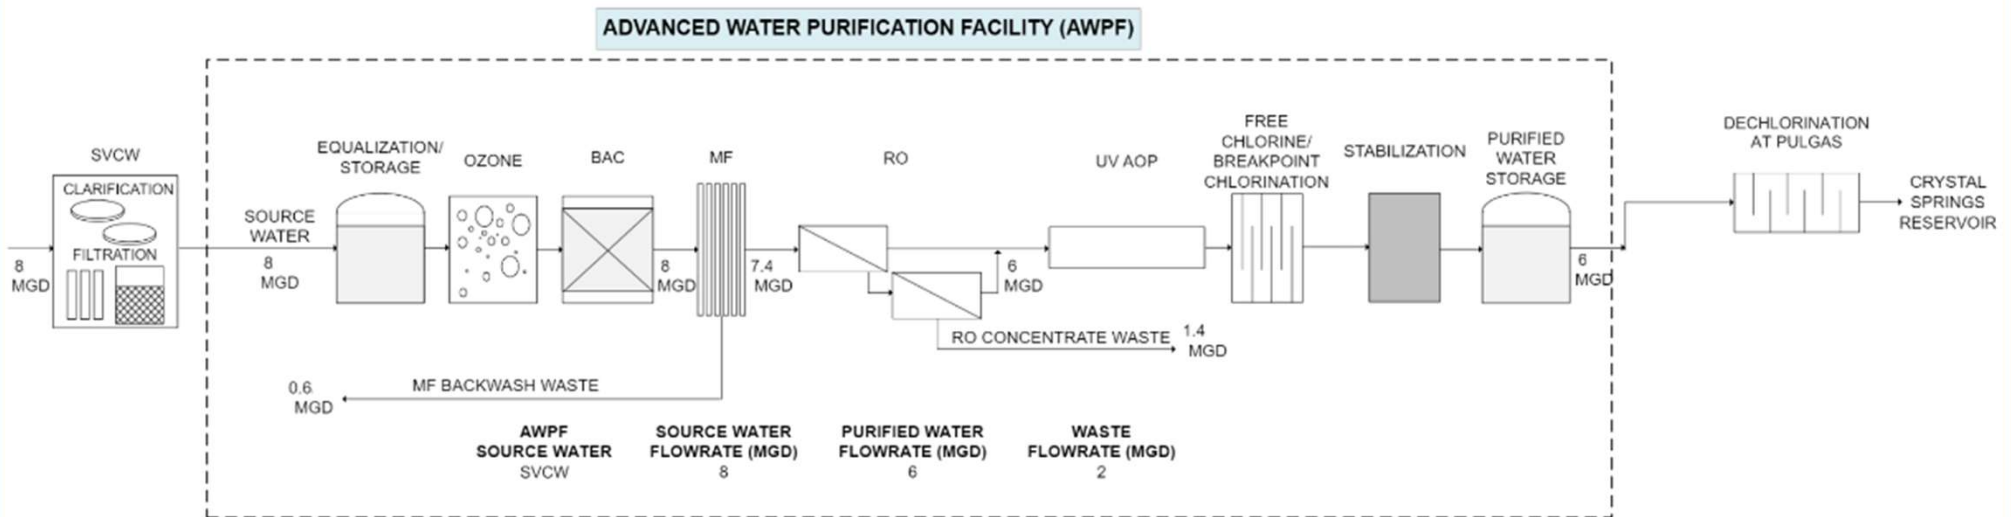 ADVANCED WATER PURIFICATION FACILITY (AWPF)
SVCW
CLARIFICATION
FILTRATION
8
MGD
SOURCE
WATER
8
MGD
EQUALIZATION/
STORAGE
OZONE
BAC
8
MGD
MF
7.4
MGD
RO
6
MGD
RO CONCENTRATE WASTE
1.4
MGD
MF BACKWASH WASTE
0.6
MGD
UV AOP
FREE
CHLORINE/
BREAKPOINT
CHLORINATION
STABILIZATION
PURIFIED
WATER
STORAGE
6
MGD
DECHLORINATION
AT PULGAS
CRYSTAL
SPRINGS
RESERVOIR
AWPF
SOURCE WATER
SVCW
SOURCE WATER
FLOWRATE (MGD)
8
PURIFIED WATER
FLOWRATE (MGD)
6
WASTE
FLOWRATE (MGD)
2